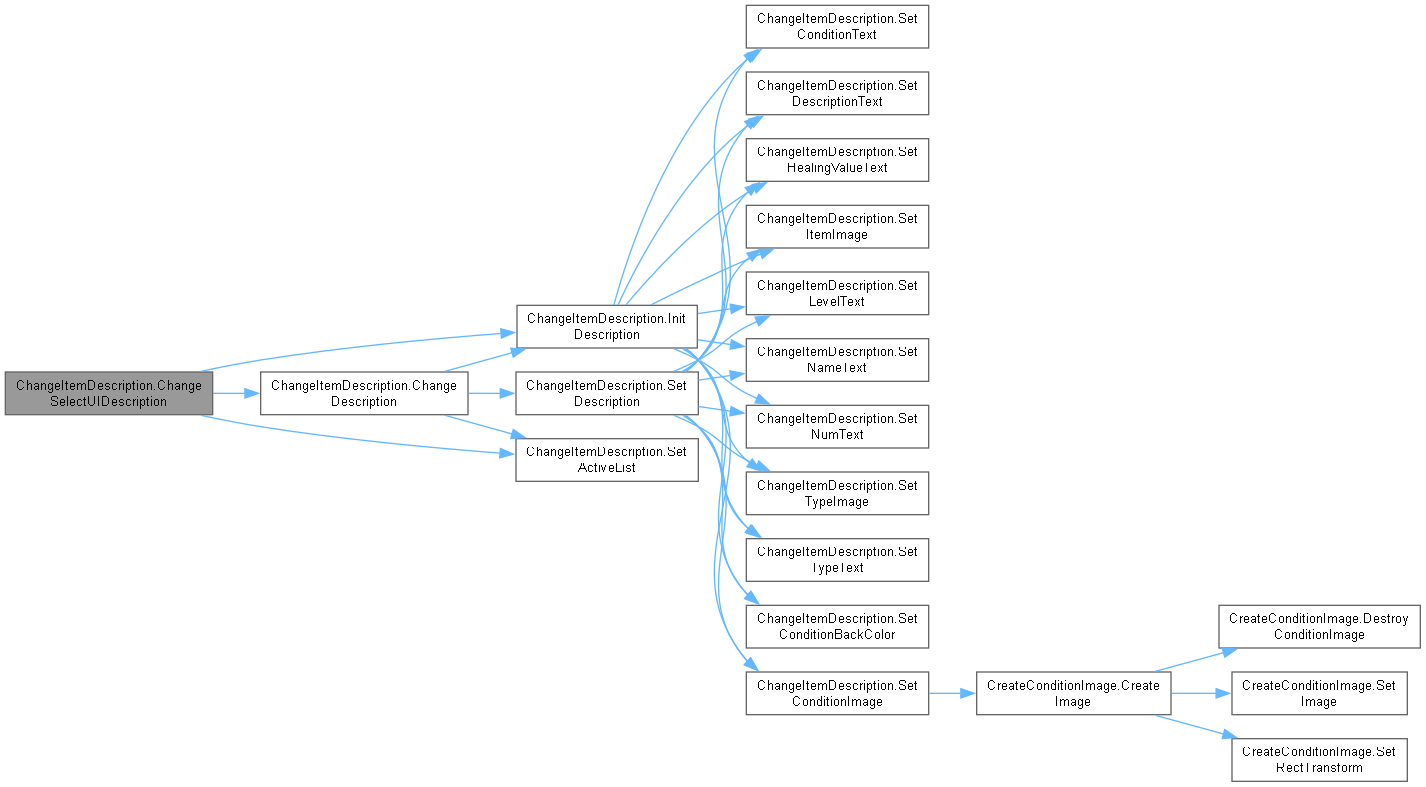 ChangeItemDescription.Change
SelectUIDescription
ChangeItemDescription.Change
Description
ChangeItemDescription.Init
Description
ChangeItemDescription.Set
Description
ChangeItemDescription.Set
ActiveList
ChangeItemDescription.Set
ConditionText
ChangeItemDescription.Set
DescriptionText
ChangeItemDescription.Set
HealingValueText
ChangeItemDescription.Set
ItemImage
ChangeItemDescription.Set
LevelText
ChangeItemDescription.Set
NameText
ChangeItemDescription.Set
NumText
ChangeItemDescription.Set
TypeImage
ChangeItemDescription.Set
TypeText
ChangeItemDescription.Set
ConditionBackColor
ChangeItemDescription.Set
ConditionImage
CreateConditionImage.Create
Image
CreateConditionImage.Destroy
ConditionImage
CreateConditionImage.Set
Image
CreateConditionImage.Set
RectTransform